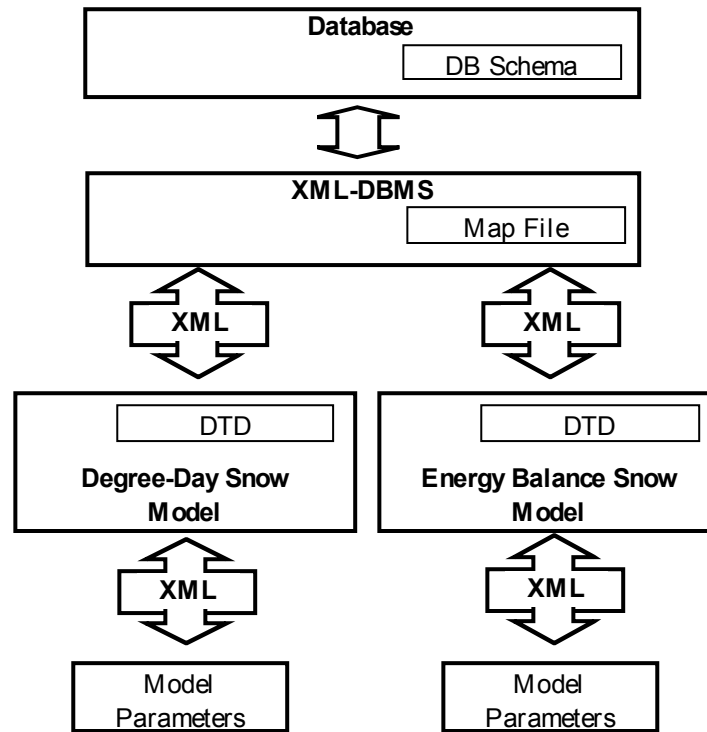 Database
DB Schema
XML-DBMS
Map File
XML
XML
DTD
DTD
Degree-Day Snow
Model
Energy Balance Snow
Model
XML
XML
Model
Parameters
Model
Parameters